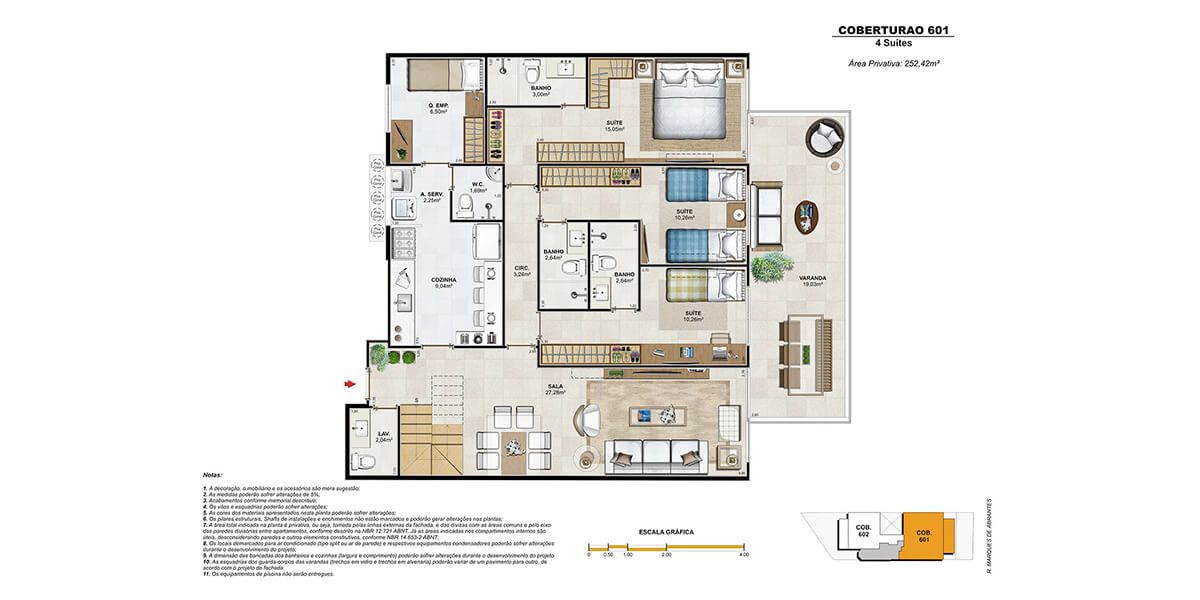 COBERTURAO 601
4 Suítes
Área Privativa: 252,42m²
Q. EMP.
6,50m²
BANHO
3,00m²
SUÍTE
15,05m²
A. SERV.
2,25m²
W.C.
1,69m²
SUÍTE
10,26m²
BANHO
2,64m²
BANHO
2,64m²
CIRC.
3,24m²
COZINHA
9,04m²
VARANDA
19,03m²
SUÍTE
10,26m²
SALA
27,28m²
S
LAV.
2,04m²
Notas:
1. A decoração, o mobiliário e os acessórios são mera sugestão;
2. As medidas poderão sofrer alterações de 5%;
3. Acabamentos conforme memorial descritivo;
4. Os vãos e esquadrias poderão sofrer alterações;
5. As cores dos materiais apresentados nesta planta poderão sofrer alterações;
6. Os pilares estruturais, Shafts de instalações e enchimentos não estão marcados e poderão gerar alterações nas plantas;
7. A área total indicada na planta é privativa, ou seja, tomada pelas linhas externas da fachada, e das divisas com as áreas comuns e pelo eixo
das paredes divisórias entre apartamentos, conforme descrito na NBR 12.721 ABNT. Já as áreas indicadas nos compartimentos internos são
úteis, desconsiderando paredes e outros elementos construtivos, conforme NBR 14.653-2 ABNT;
8. Os locais demarcados para ar condicionado (tipo split ou ar de parede) e respectivos equipamentos condensadores poderão sofrer alterações
durante o desenvolvimento do projeto;
9. A dimensão das bancadas dos banheiros e cozinhas (largura e comprimento) poderão sofrer alterações durante o desenvolvimento do projeto.
10. As esquadrias dos guarda-corpos das varandas (trechos em vidro e trechos em alvenaria) poderão variar de um pavimento para outro, de
acordo com o projeto de fachada.
11. Os equipamentos de piscina não serão entregues.
ESCALA GRÁFICA
0 0.50 1.00 2.00 4.00
COB.
602
COB.
601
R. MARQUES DE ABRANTES